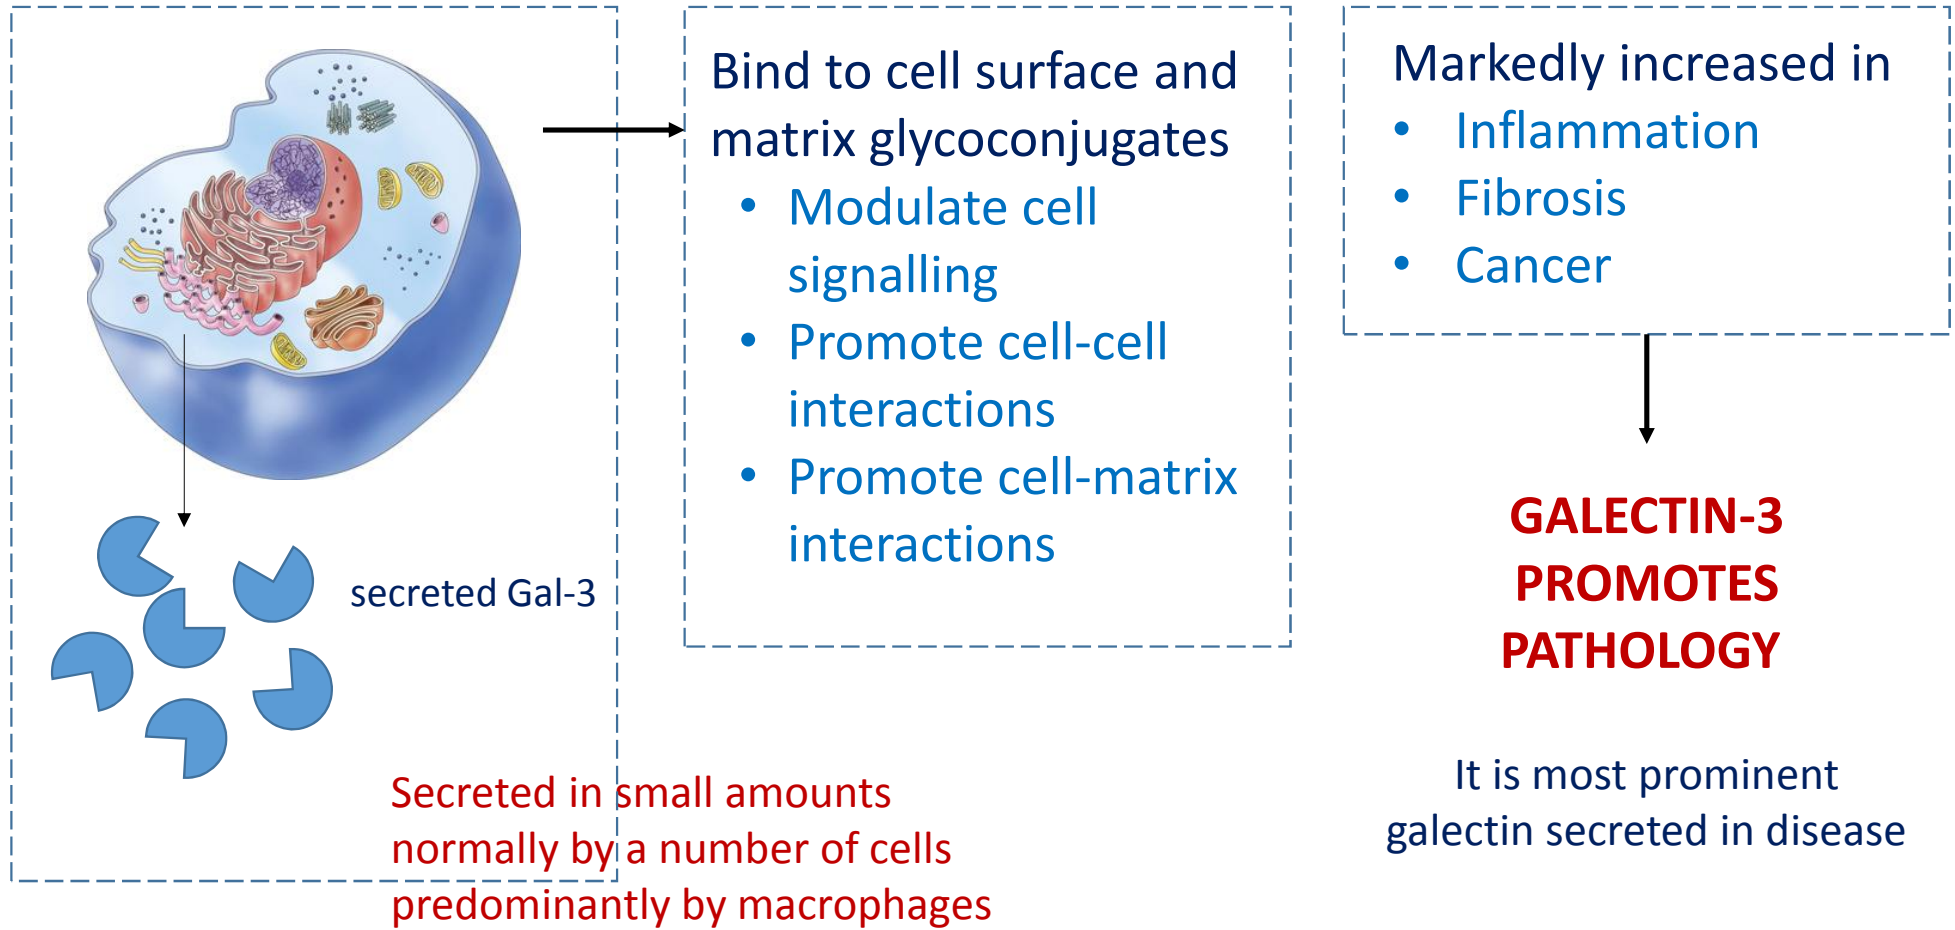 secreted Gal-3
Secreted in small amounts
normally by a number of cells
predominantly by macrophages
Bind to cell surface and
matrix glycoconjugates
• Modulate cell
signalling
• Promote cell-cell
interactions
• Promote cell-matrix
interactions
Markedly increased in
• Inflammation
• Fibrosis
• Cancer
GALECTIN-3
PROMOTES
PATHOLOGY
It is most prominent
galectin secreted in disease